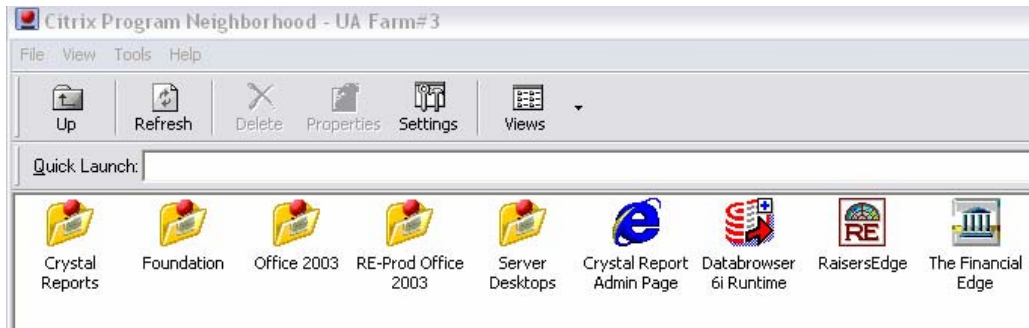 Citrix Program Neighborhood - UA Farm#3
File View Tools Help
Up Refresh Delete Properties Settings Views
Quick Launch:
RE
Crystal Reports
Foundation
Office 2003
RE-Prod Office 2003
Server Desktops
Crystal Report Admin Page
Databrowser 6i Runtime
RaisersEdge
The Financial Edge